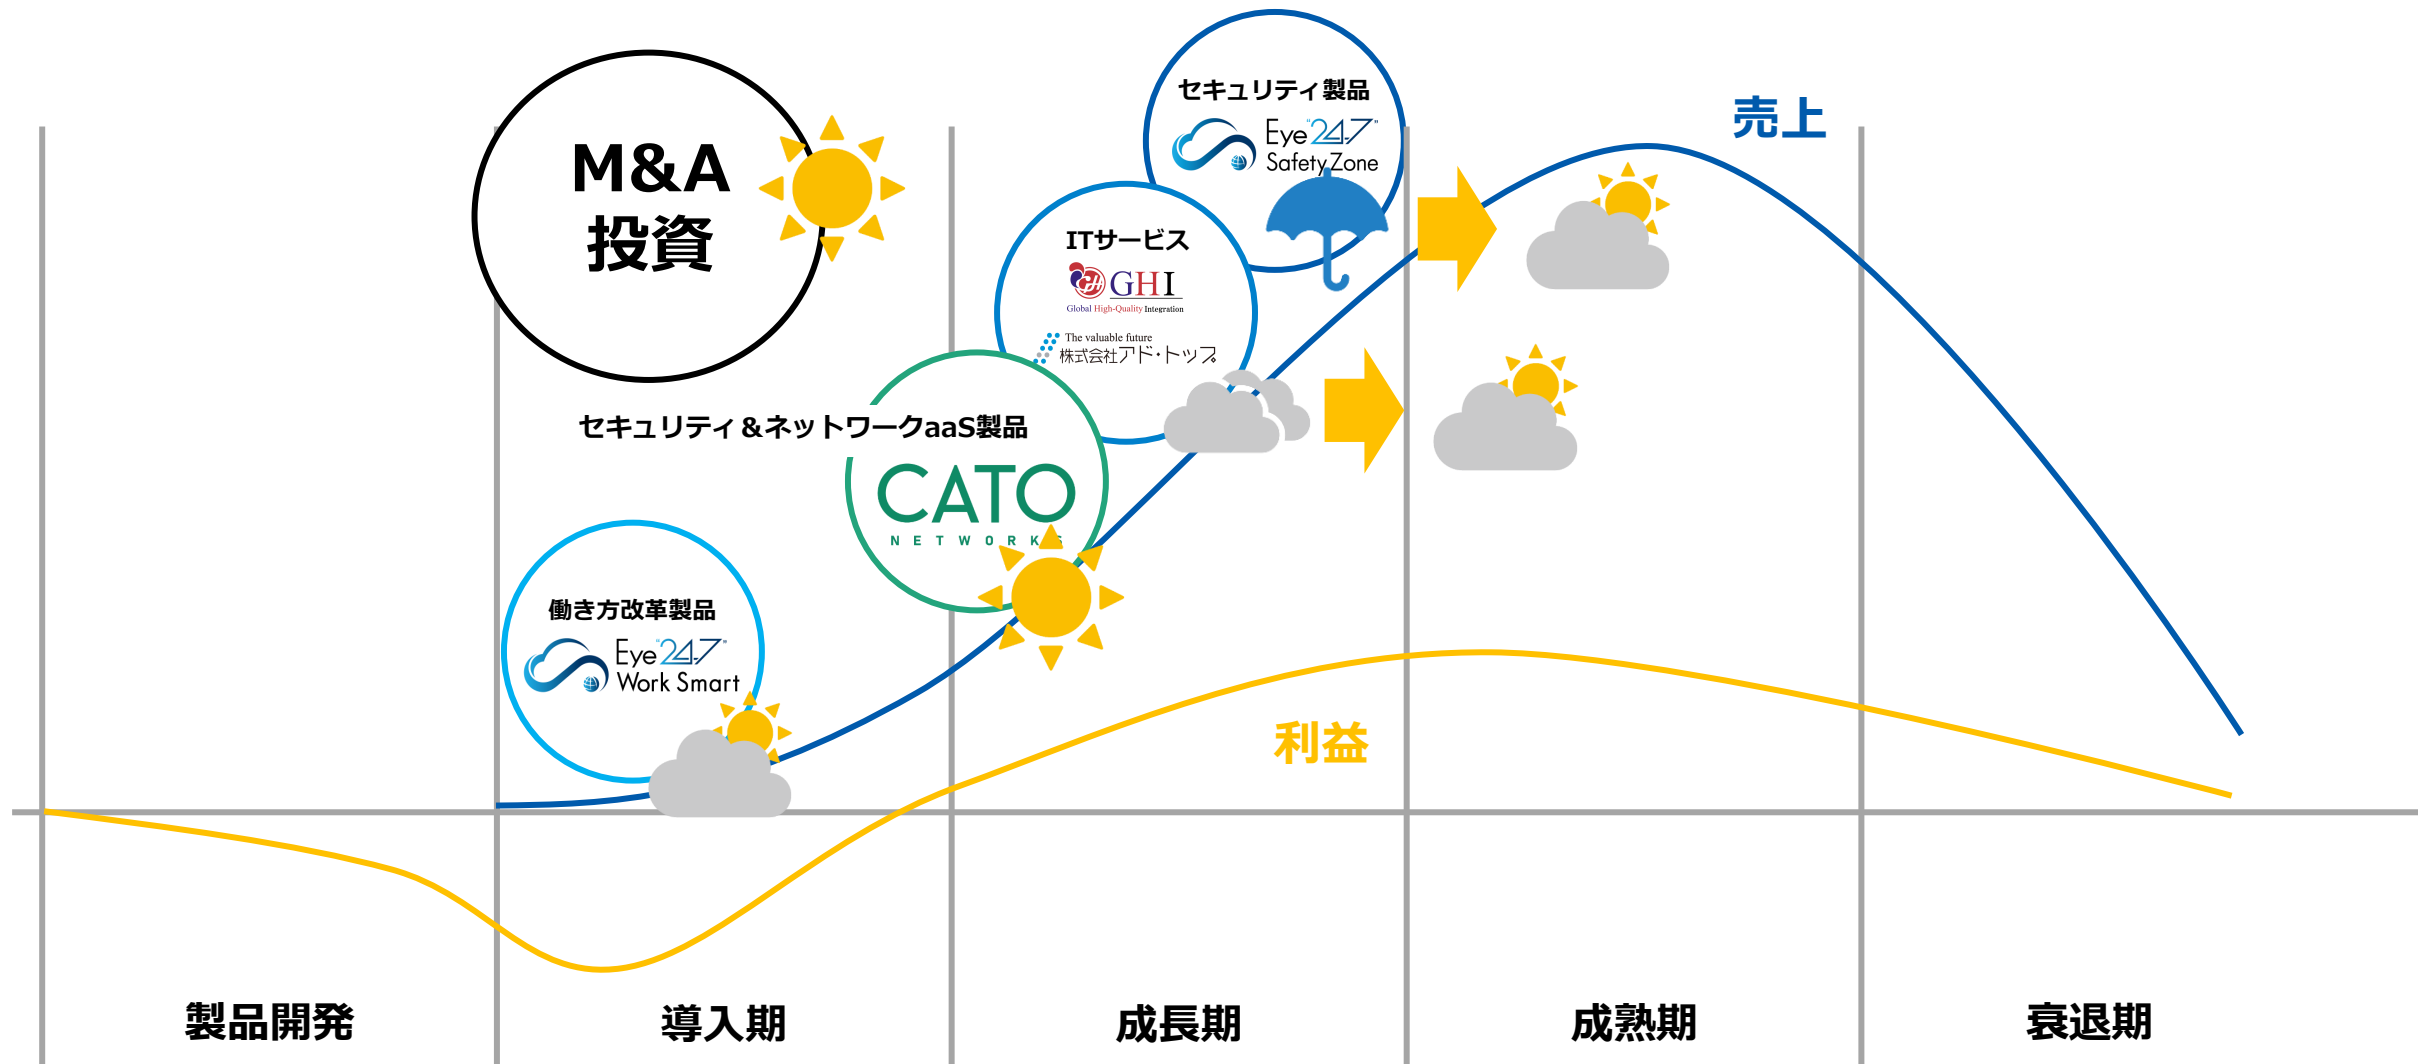 M&A
投資
セキュリティ製品
Eye"24-7"
Safety Zone
売上
ITサービス
GHI
Global High-Quality Integration
The valuable future
株式会社アド・トップ
セキュリティ＆ネットワークaaS製品
CATO
NETWORKS
働き方改革製品
Eye"24-7"
Work Smart
利益
製品開発
導入期
成長期
成熟期
衰退期